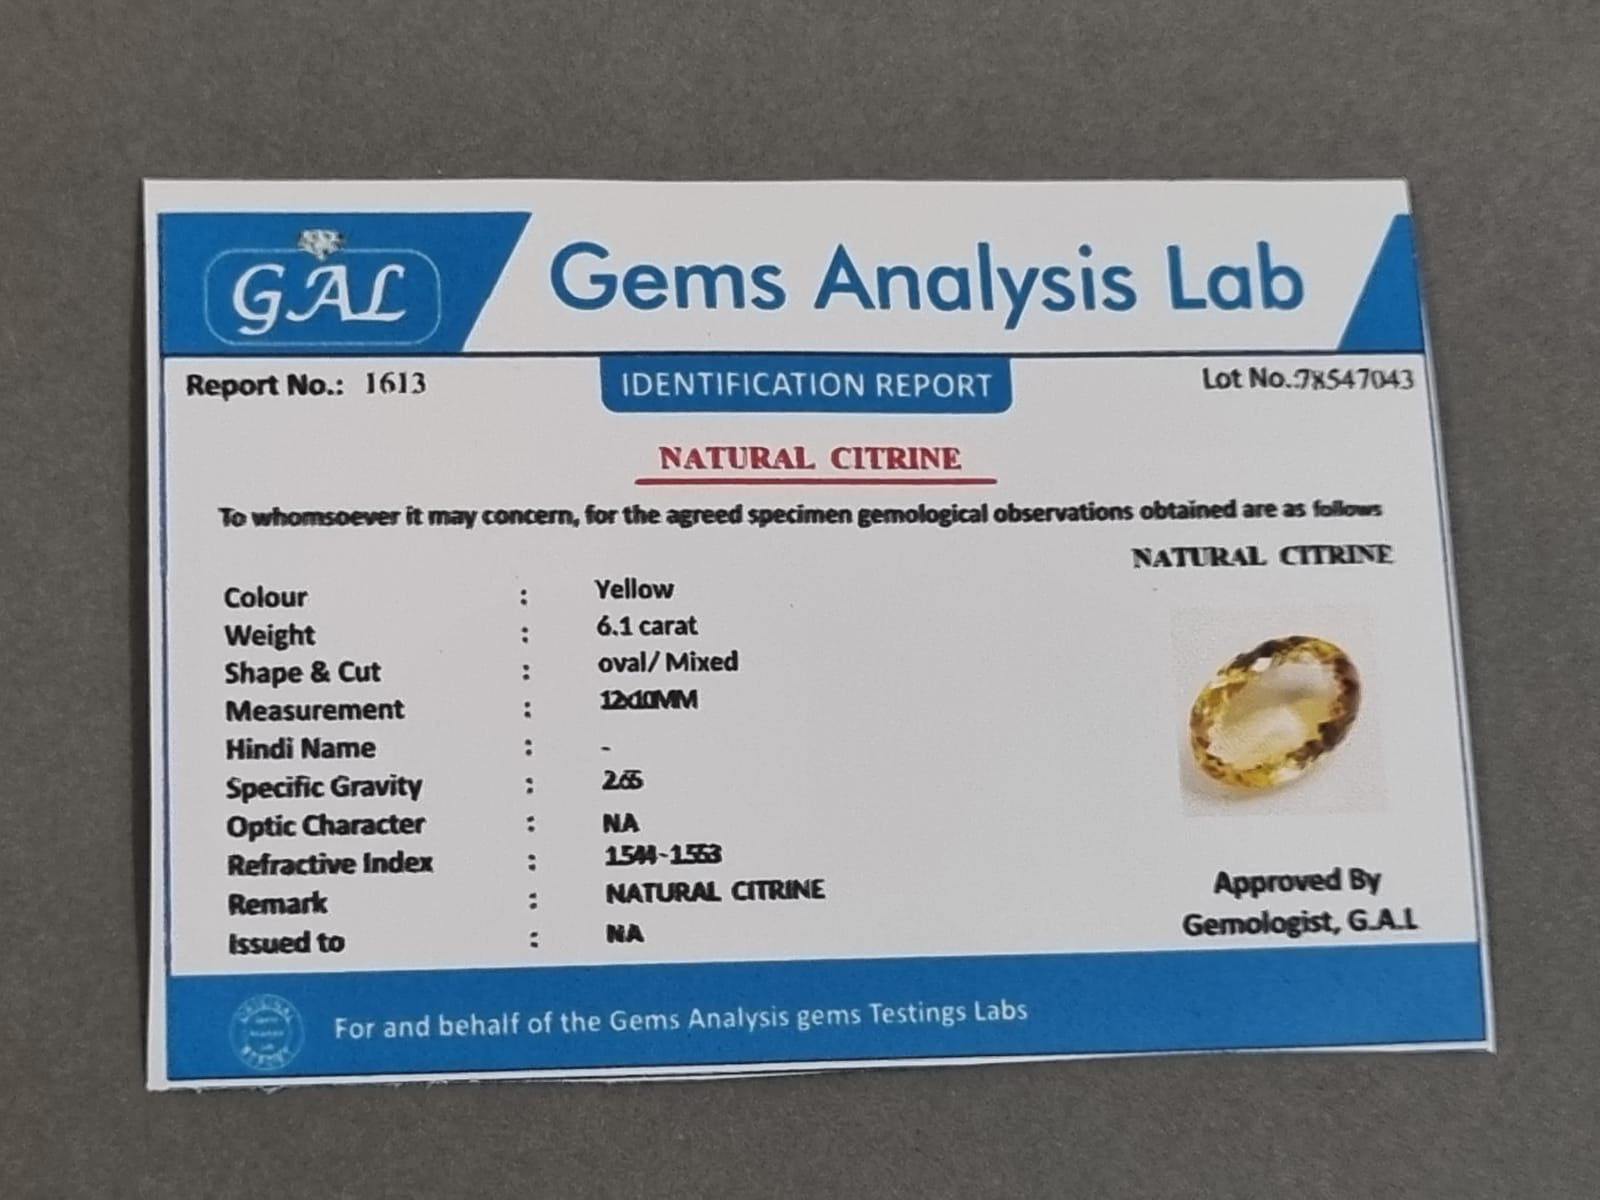 GAL
Gems Analysis Lab
Report No.: 1613
IDENTIFICATION REPORT
Lot No.:78547043
NATURAL CITRINE
To whomsoever it may concern, for the agreed specimen gemological observations obtained are as follows
NATURAL CITRINE
Colour : Yellow
Weight : 6.1 carat
Shape & Cut : oval/ Mixed
Measurement : 12x10MM
Hindi Name : -
Specific Gravity : 2.65
Optic Character : NA
Refractive Index : 1.544-1.553
Remark : NATURAL CITRINE
Issued to : NA
Approved By
Gemologist, G.A.L
For and behalf of the Gems Analysis gems Testings Labs